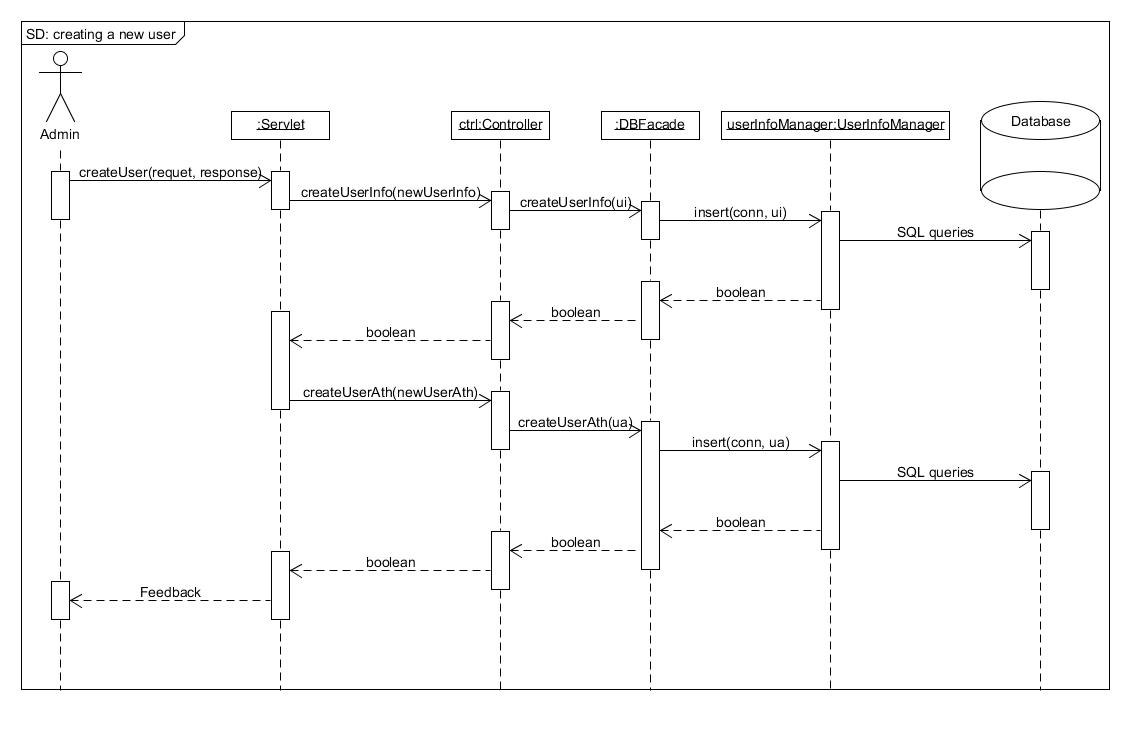 SD: creating a new user
Admin
:Servlet
ctrl:Controller
:DBFacade
userInfoManager:UserInfoManager
Database
createUser(requet, response)
createUserInfo(newUserInfo)
createUserInfo(ui)
insert(conn, ui)
SQL queries
boolean
boolean
boolean
createUserAth(newUserAth)
createUserAth(ua)
insert(conn, ua)
SQL queries
boolean
boolean
boolean
Feedback